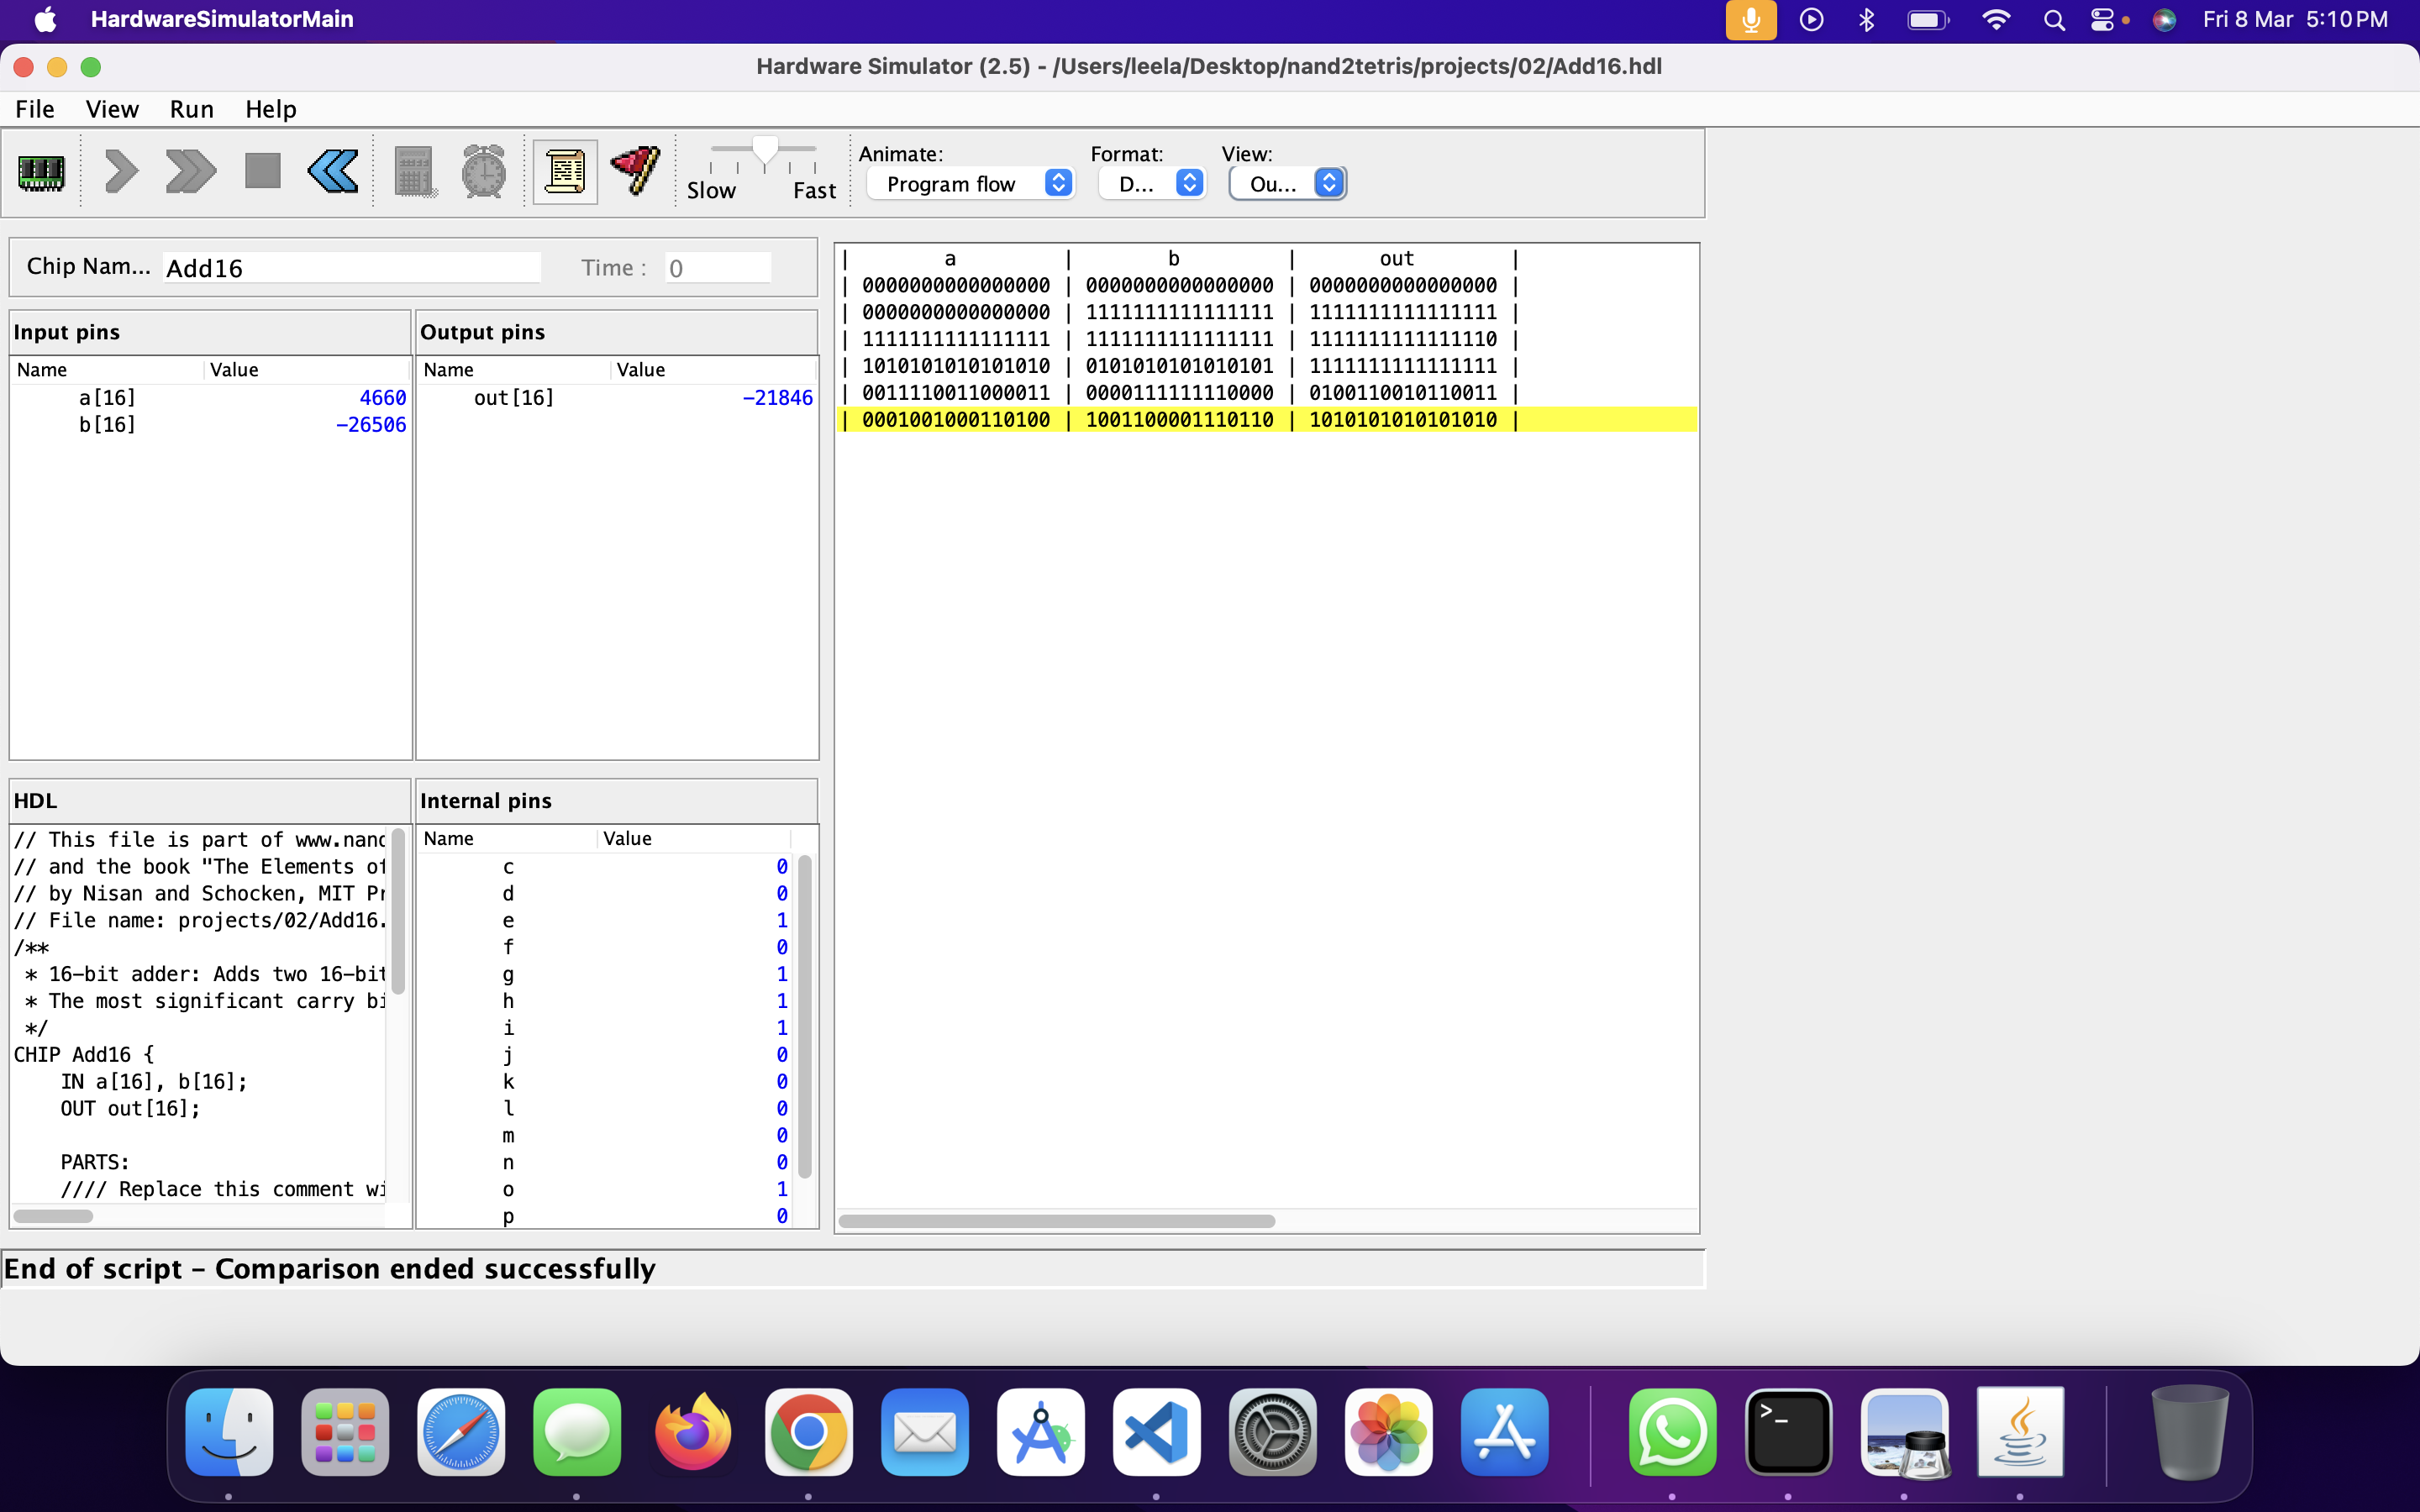 HardwareSimulatorMain
Fri 8 Mar 5:10 PM
Hardware Simulator (2.5) - /Users/leela/Desktop/nand2tetris/projects/02/Add16.hdl
File View Run Help
Slow Fast
Animate: Format: View:
Program flow D... Ou...
Chip Nam... Add16 Time : 0
Input pins
Name Value
a[16] 4660
b[16] -26506
Output pins
Name Value
out[16] -21846
| a | b | out |
| 0000000000000000 | 0000000000000000 | 0000000000000000 |
| 0000000000000000 | 1111111111111111 | 1111111111111111 |
| 1111111111111111 | 1111111111111111 | 1111111111111110 |
| 1010101010101010 | 0101010101010101 | 1111111111111111 |
| 0011110011000011 | 0000111111110000 | 0100110010110011 |
| 0001001000110100 | 1001100001110110 | 1010101010101010 |
HDL
// This file is part of www.nand
// and the book "The Elements of
// by Nisan and Schocken, MIT Pr
// File name: projects/02/Add16.
/**
* 16-bit adder: Adds two 16-bit
* The most significant carry bi
*/
CHIP Add16 {
IN a[16], b[16];
OUT out[16];
PARTS:
//// Replace this comment wi
Internal pins
Name Value
c 0
d 0
e 1
f 0
g 1
h 1
i 1
j 0
k 0
l 0
m 0
n 0
o 1
p 0
End of script - Comparison ended successfully